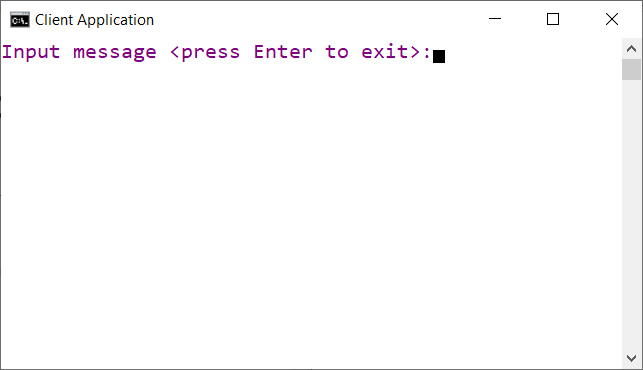 Client Application
Input message <press Enter to exit>: